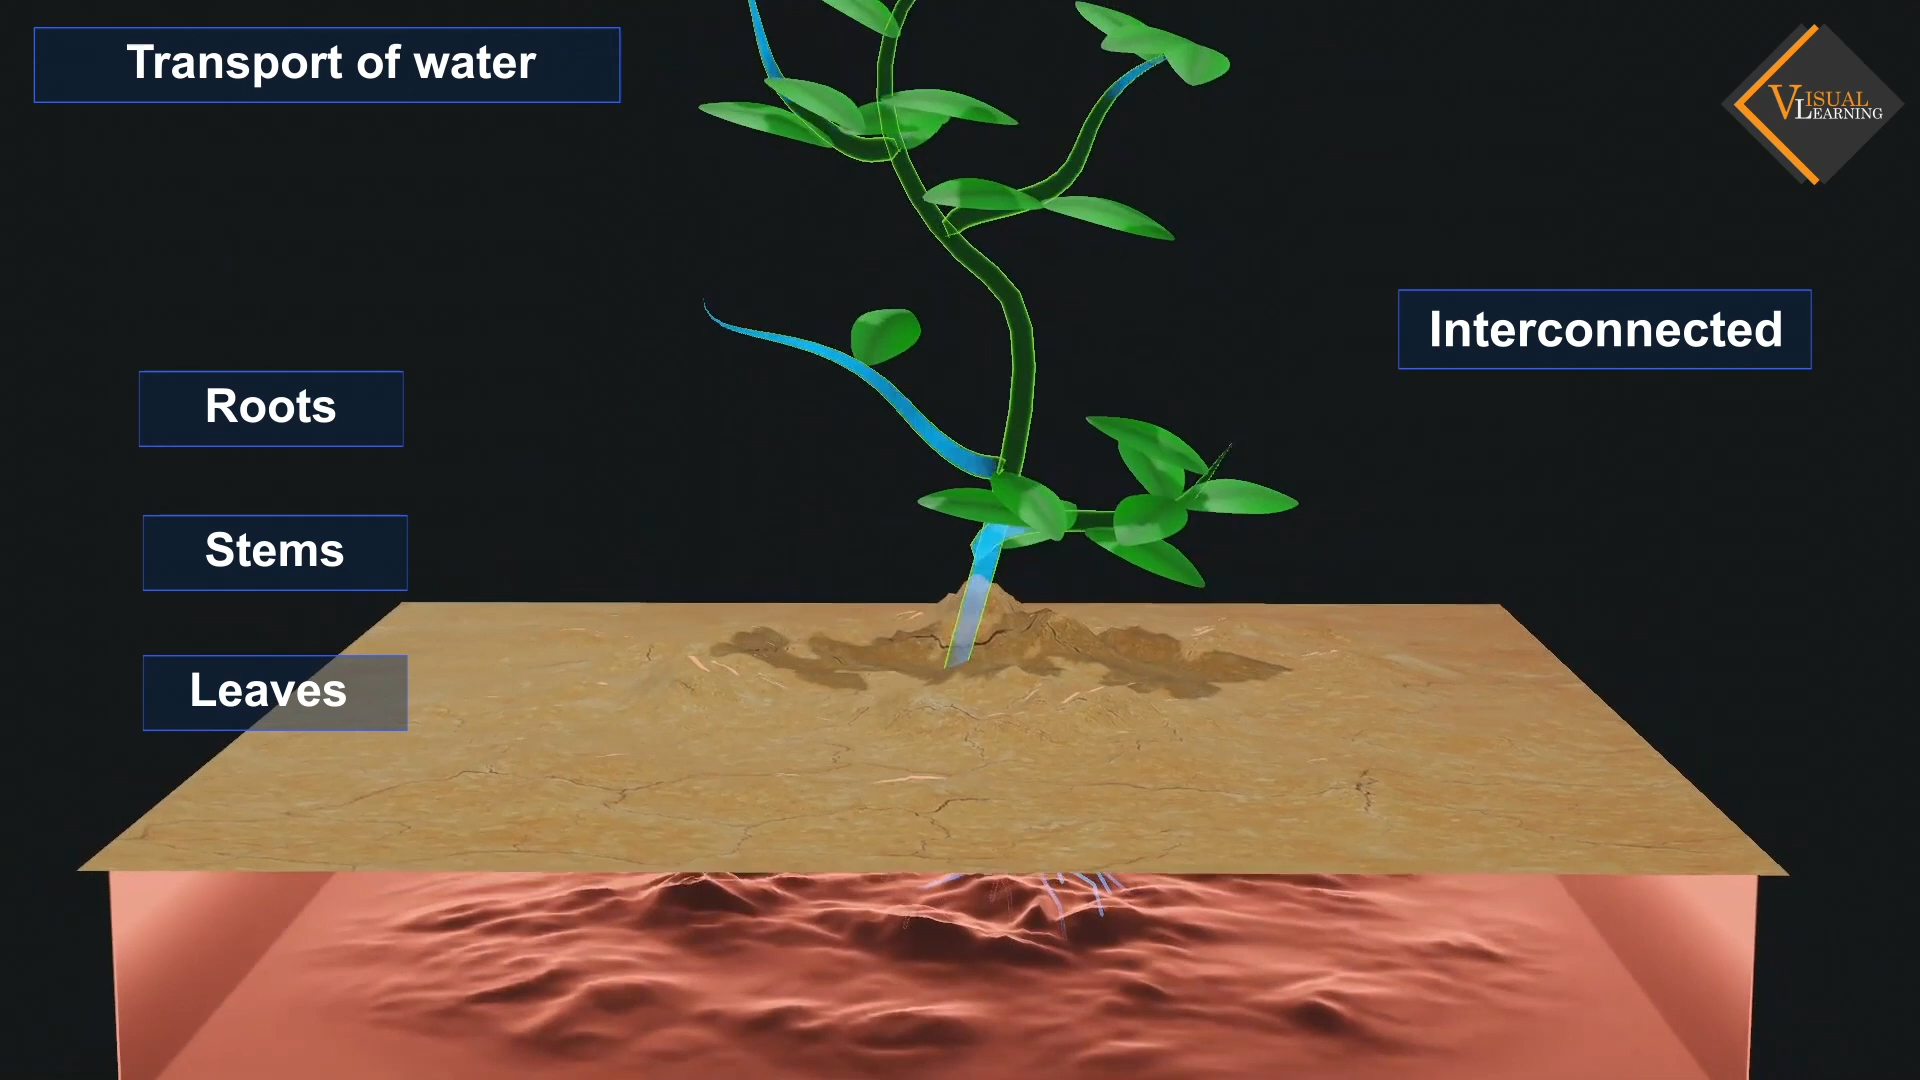 Transport of water
VISUAL
LEARNING
Interconnected
Roots
Stems
Leaves